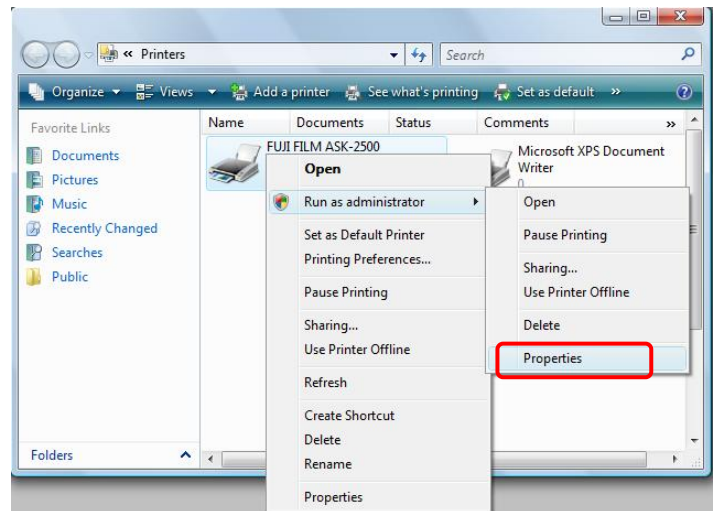 « Printers
Search
Organize Views Add a printer See what's printing Set as default »
Favorite Links
Documents
Pictures
Music
Recently Changed
Searches
Public
Folders
Name Documents Status Comments »
FUJI FILM ASK-2500
Microsoft XPS Document
Writer
0
Open
Run as administrator
Set as Default Printer
Printing Preferences...
Pause Printing
Sharing...
Use Printer Offline
Refresh
Create Shortcut
Delete
Rename
Properties
Open
Pause Printing
Sharing...
Use Printer Offline
Delete
Properties